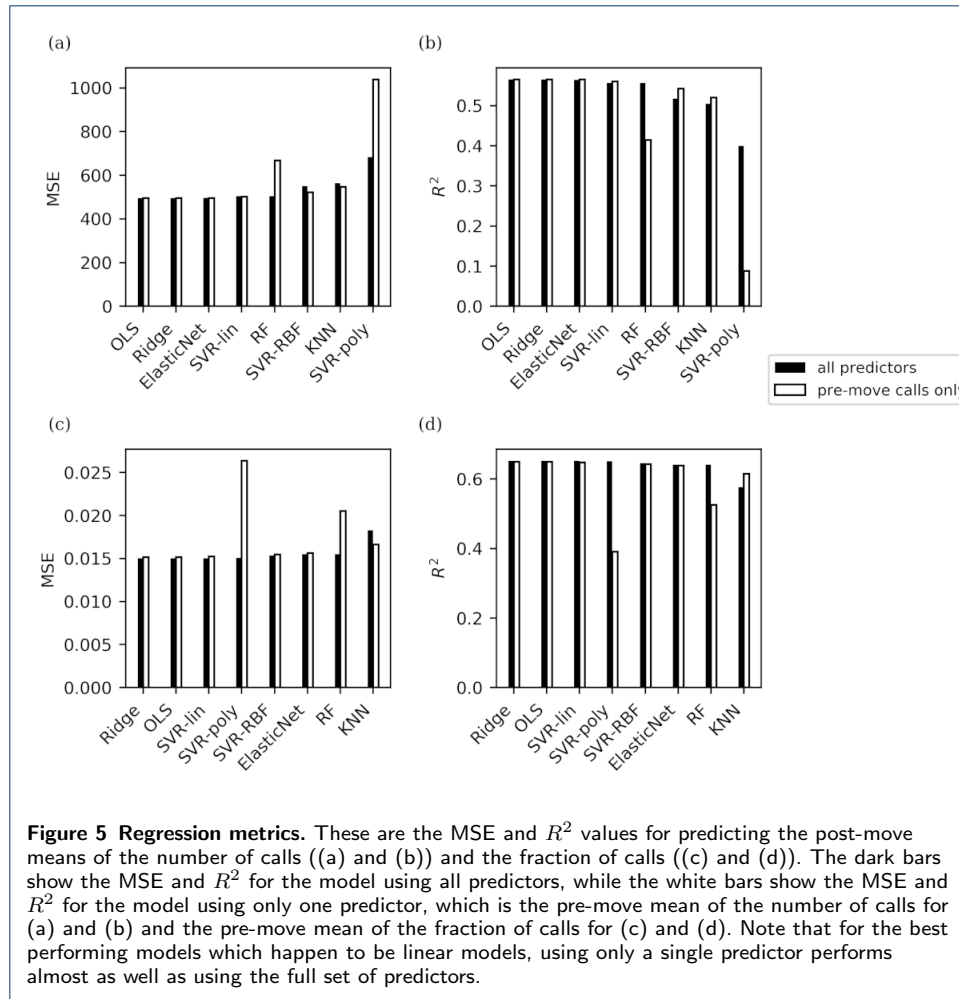 (a)
(b)
MSE
1000
800
600
400
200
0
OLS
Ridge
ElasticNet
SVR-lin
RF
SVR-RBF
KNN
SVR-poly
R²
0.5
0.4
0.3
0.2
0.1
0.0
OLS
Ridge
ElasticNet
SVR-lin
RF
SVR-RBF
KNN
SVR-poly
all predictors
pre-move calls only
(c)
(d)
MSE
0.025
0.020
0.015
0.010
0.005
0.000
Ridge
OLS
SVR-lin
SVR-poly
SVR-RBF
ElasticNet
RF
KNN
R²
0.6
0.4
0.2
0.0
Ridge
OLS
SVR-lin
SVR-poly
SVR-RBF
ElasticNet
RF
KNN
Figure 5 Regression metrics. These are the MSE and R² values for predicting the post-move
means of the number of calls ((a) and (b)) and the fraction of calls ((c) and (d)). The dark bars
show the MSE and R² for the model using all predictors, while the white bars show the MSE and
R² for the model using only one predictor, which is the pre-move mean of the number of calls for
(a) and (b) and the pre-move mean of the fraction of calls for (c) and (d). Note that for the best
performing models which happen to be linear models, using only a single predictor performs
almost as well as using the full set of predictors.